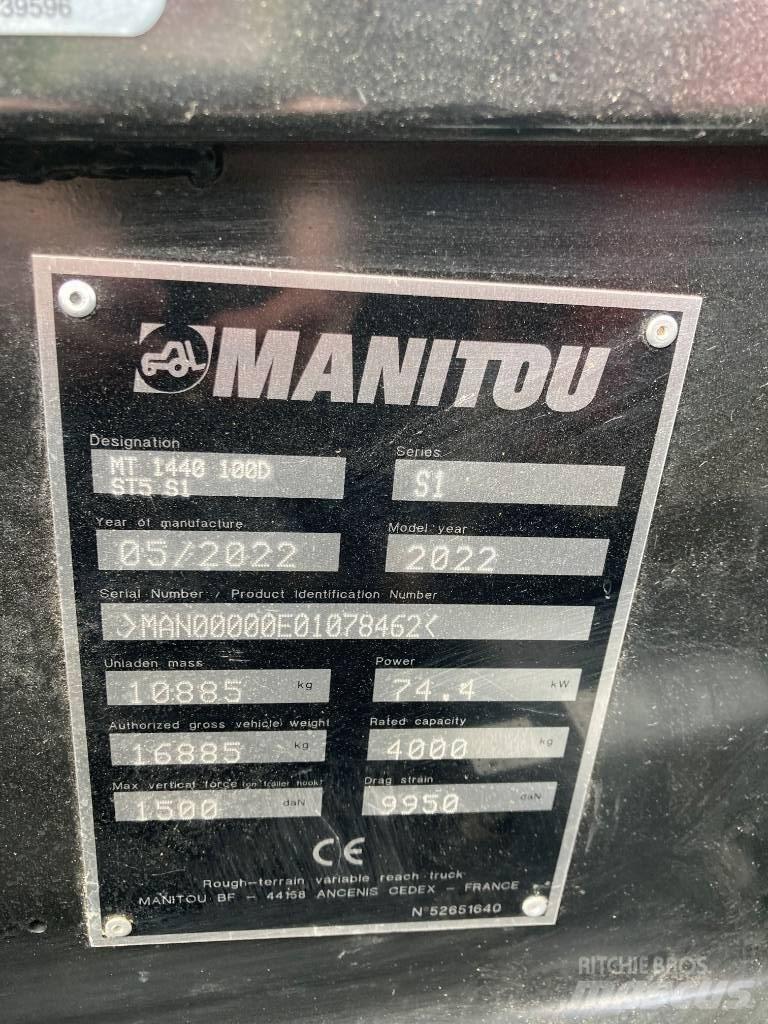 39596
MANITOU
Designation
MT 1440 100D
ST5 S1
Series
S1
Year of manufacture
05/2022
Model year
2022
Serial Number / Product Identification Number
>MAN00000E01078462<
Unladen mass
10885 kg
Power
74.4 kW
Authorized gross vehicle weight
16885 kg
Rated capacity
4000 kg
Max vertical force (on trailer hook)
1500 daN
Drag strain
9950 daN
CE
Rough-terrain variable reach truck
MANITOU BF - 44158 ANCENIS CEDEX - FRANCE
N°52651640
RITCHIE BROS.
mascus